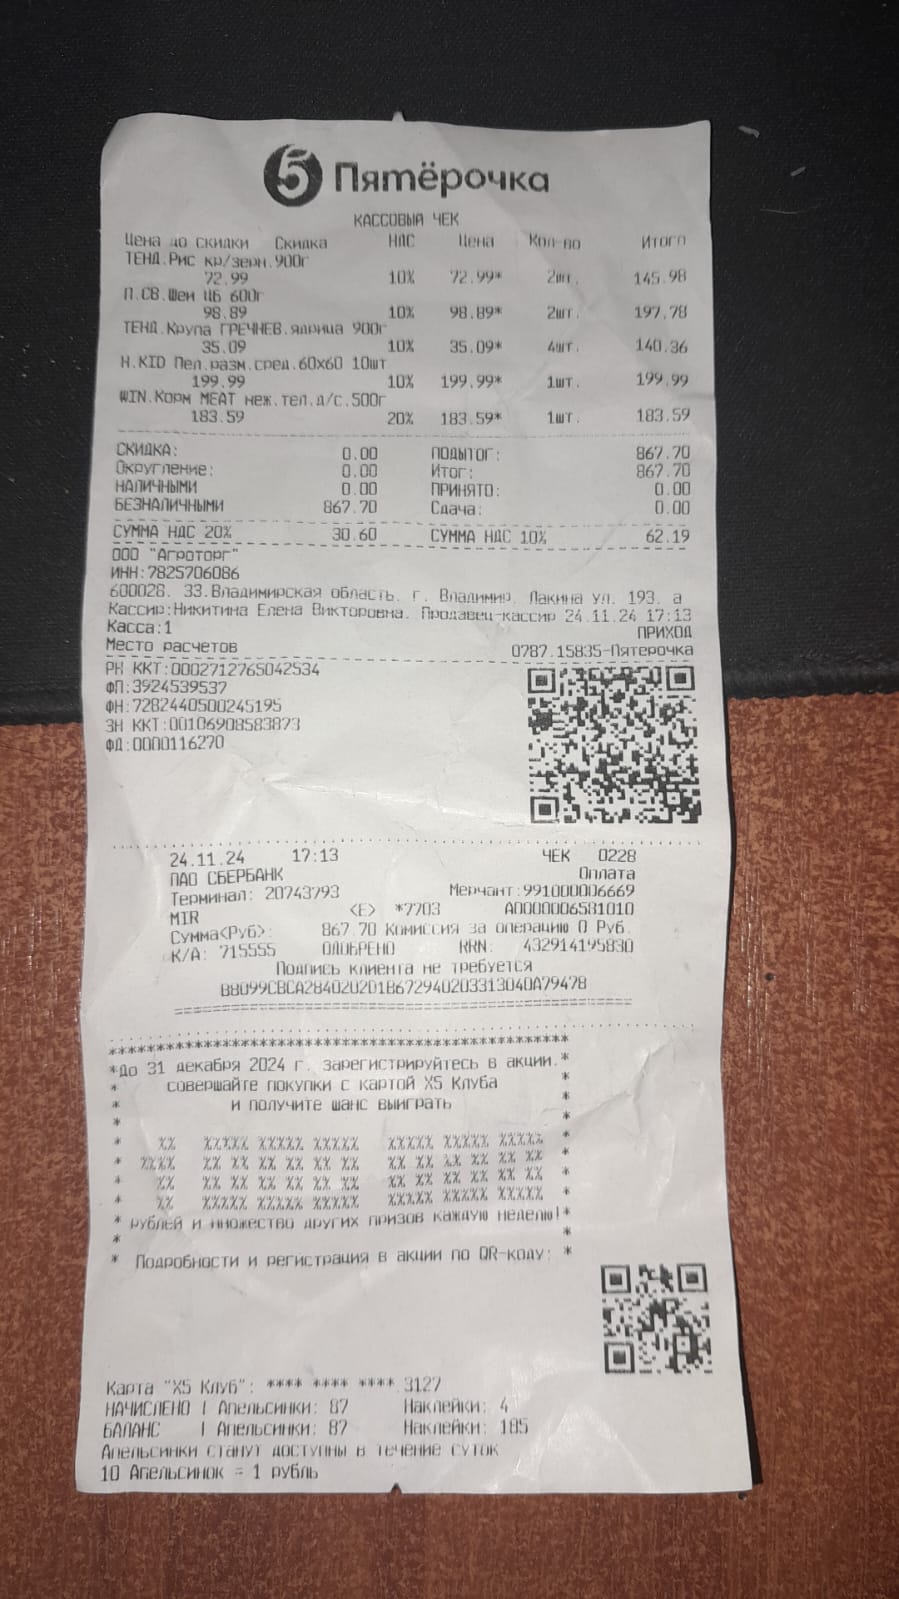 5 Пятёрочка
КАССОВЫЙ ЧЕК
Цена до скидки Скидка НДС Цена Кол-во Итого
ТЕНД.Рис кр/зерн.900г
72.99 10% 72.99* 2шт. 145.98
П.СВ.Шеи ЦБ 600г
98.89 10% 98.89* 2шт. 197.78
ТЕНД.Крупа ГРЕЧНЕВ.ядрица 900г
35.09 10% 35.09* 4шт. 140.36
H.KID Пел.разм.сред.60x60 10шт
199.99 10% 199.99* 1шт. 199.99
WIN.Корм MEAT неж.тел.д/с.500г
183.59 20% 183.59* 1шт. 183.59
СКИДКА: 0.00 ПОДЫТОГ: 867.70
Округление: 0.00 Итог: 867.70
НАЛИЧНЫМИ 0.00 ПРИНЯТО: 0.00
БЕЗНАЛИЧНЫМИ 867.70 Сдача: 0.00
СУММА НДС 20% 30.60 СУММА НДС 10% 62.19
ООО "Агроторг"
ИНН:7825706086
600028. 33.Владимирская область. г. Владимир, Лакина ул. 193. а
Кассир:Никитина Елена Викторовна. Продавец-кассир 24.11.24 17:13
Касса:1 ПРИХОД
Место расчетов 0787.15835-Пятерочка
РН ККТ:0002712765042534
ФП:3924539537
ФН:7282440500245195
ЗН ККТ:00106908583873
ФД:0000116270
24.11.24 17:13 ЧЕК 0228
ПАО СБЕРБАНК Оплата
Терминал: 20743793 Мерчант:991000006669
MIR <E> *7703 A0000006581010
Сумма<Руб>: 867.70 Комиссия за операцию 0 Руб.
К/А: 715555 ОДОБРЕНО RRN: 432914195830
Подпись клиента не требуется
B8099CBCA2840202D1B672940203313040A79478
*До 31 декабря 2024 г. зарегистрируйтесь в акции.*
* совершайте покупки с картой Х5 Клуба *
* и получите шанс выиграть *
* рублей и множество других призов каждую неделю!*
* Подробности и регистрация в акции по QR-коду: *
Карта "Х5 Клуб": **** **** **** 3127
НАЧИСЛЕНО | Апельсинки: 87 Наклейки: 4
БАЛАНС | Апельсинки: 87 Наклейки: 185
Апельсинки станут доступны в течение суток
10 Апельсинок = 1 рубль